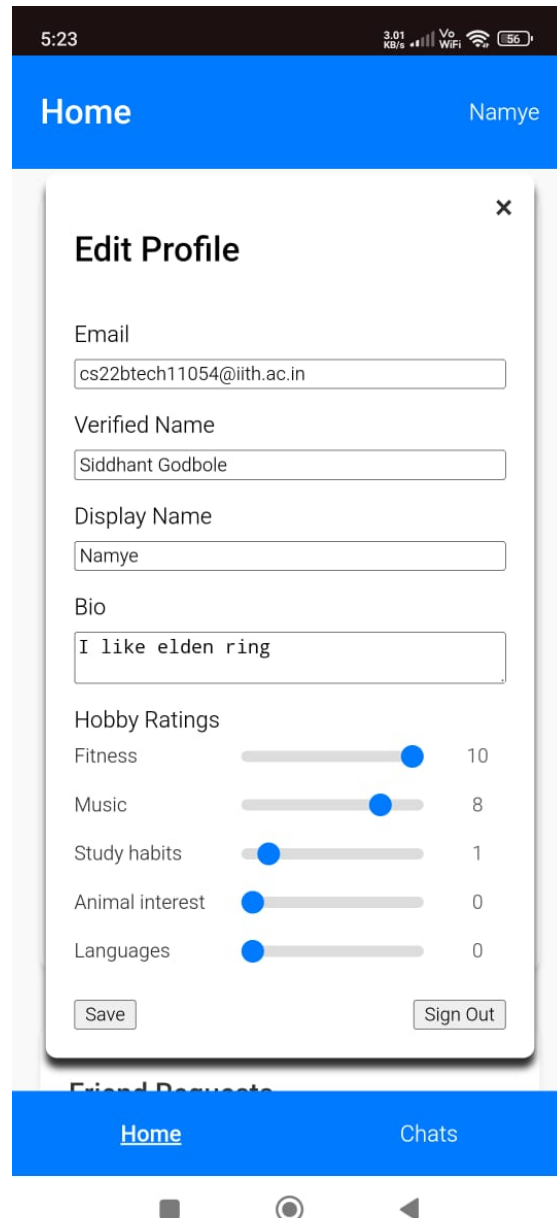 5:23
3.01 KB/s Vo WiFi 56
Home Namye
×
Edit Profile
Email
cs22btech11054@iith.ac.in
Verified Name
Siddhant Godbole
Display Name
Namye
Bio
I like elden ring
Hobby Ratings
Fitness 10
Music 8
Study habits 1
Animal interest 0
Languages 0
Save Sign Out
Friend Requests
Home Chats